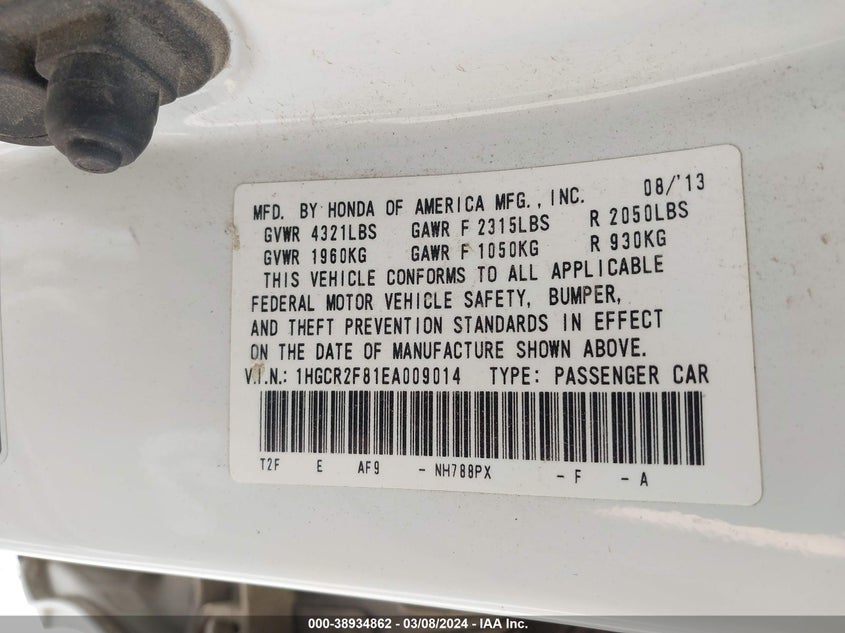 MFD. BY HONDA OF AMERICA MFG., INC. 08/'13
GVWR 4321LBS GAWR F 2315LBS R 2050LBS
GVWR 1960KG GAWR F 1050KG R 930KG
THIS VEHICLE CONFORMS TO ALL APPLICABLE
FEDERAL MOTOR VEHICLE SAFETY, BUMPER,
AND THEFT PREVENTION STANDARDS IN EFFECT
ON THE DATE OF MANUFACTURE SHOWN ABOVE.
V.I.N.: 1HGCR2F81EA009014 TYPE: PASSENGER CAR
T2F E AF9 - NH788PX - F - A
000-38934862 - 03/08/2024 - IAA Inc.